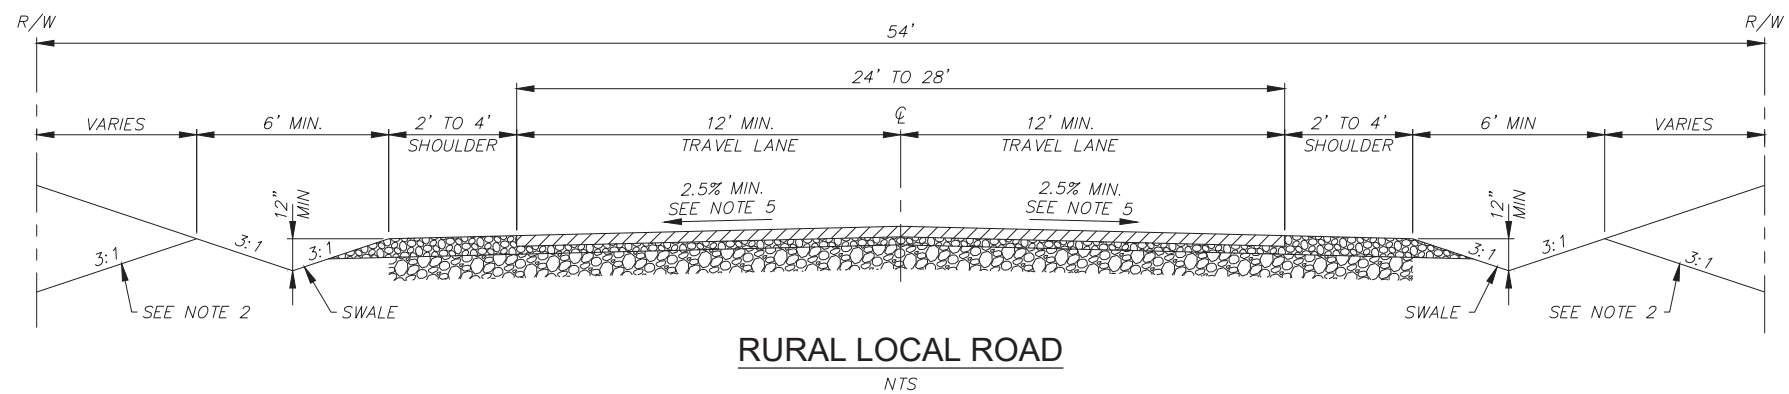 R/W
R/W
54'
24' TO 28'
VARIES
6' MIN.
2' TO 4'
SHOULDER
12' MIN.
TRAVEL LANE
℄
12' MIN.
TRAVEL LANE
2' TO 4'
SHOULDER
6' MIN
VARIES
12"
MIN
2.5% MIN.
SEE NOTE 5
2.5% MIN.
SEE NOTE 5
12"
MIN
3:1
3:1
3:1
3:1
3:1
3:1
SEE NOTE 2
SWALE
SWALE
SEE NOTE 2
RURAL LOCAL ROAD
NTS